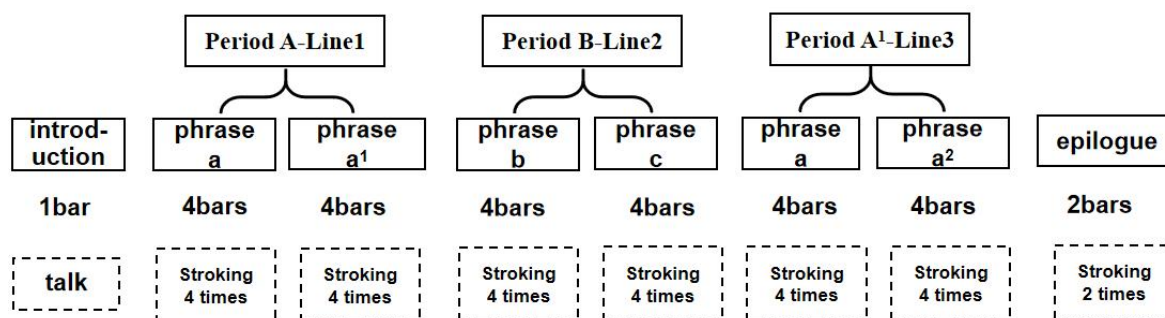 Period A-Line1
Period B-Line2
Period A¹-Line3
introd-
uction
phrase
a
phrase
a¹
phrase
b
phrase
c
phrase
a
phrase
a²
epilogue
1bar
4bars
4bars
4bars
4bars
4bars
4bars
2bars
talk
Stroking
4 times
Stroking
4 times
Stroking
4 times
Stroking
4 times
Stroking
4 times
Stroking
4 times
Stroking
2 times